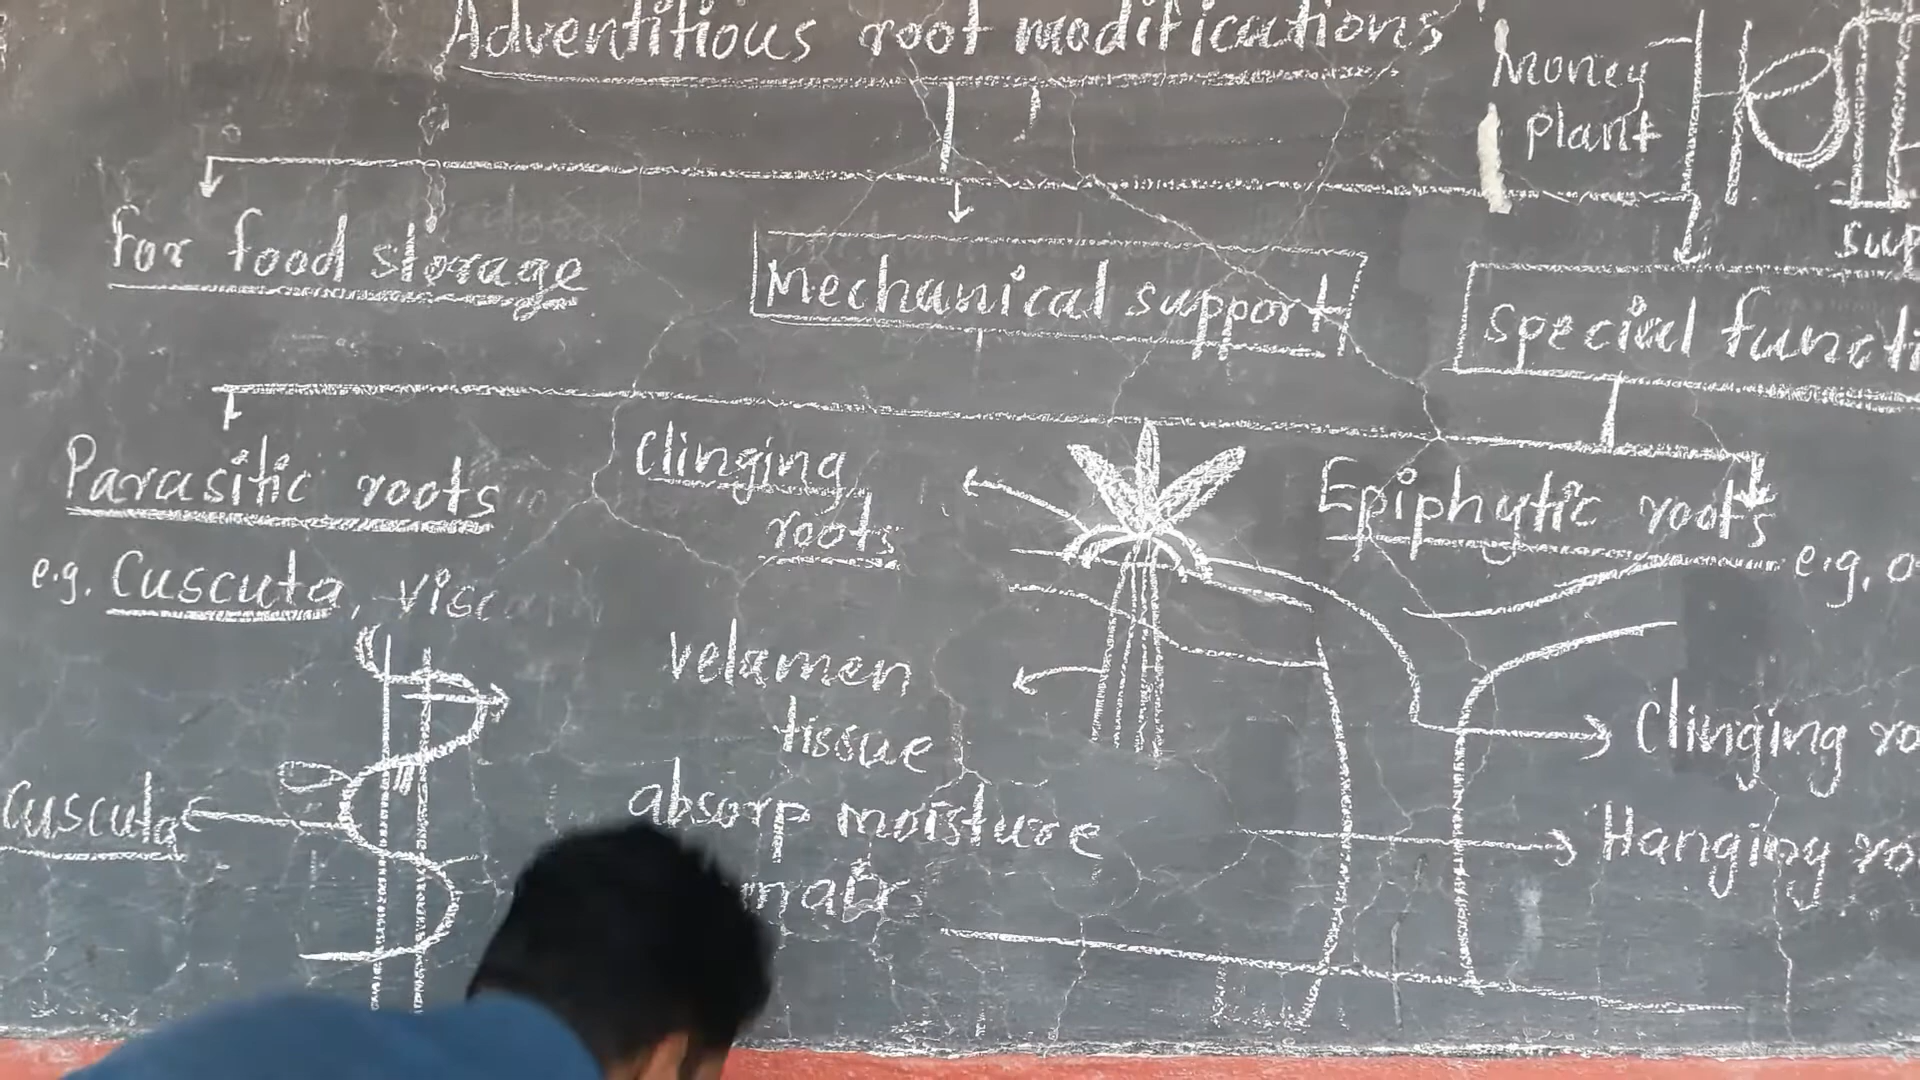 Adventitious root modifications
Money
plant
for food storage
Mechanical support
special functi
Parasitic roots
e.g. Cuscuta, visc
Clinging
roots
Epiphytic roots
e.g, o
velamen
tissue
absorp moisture
Clinging ro
Hanging ro
Cuscuta
sup